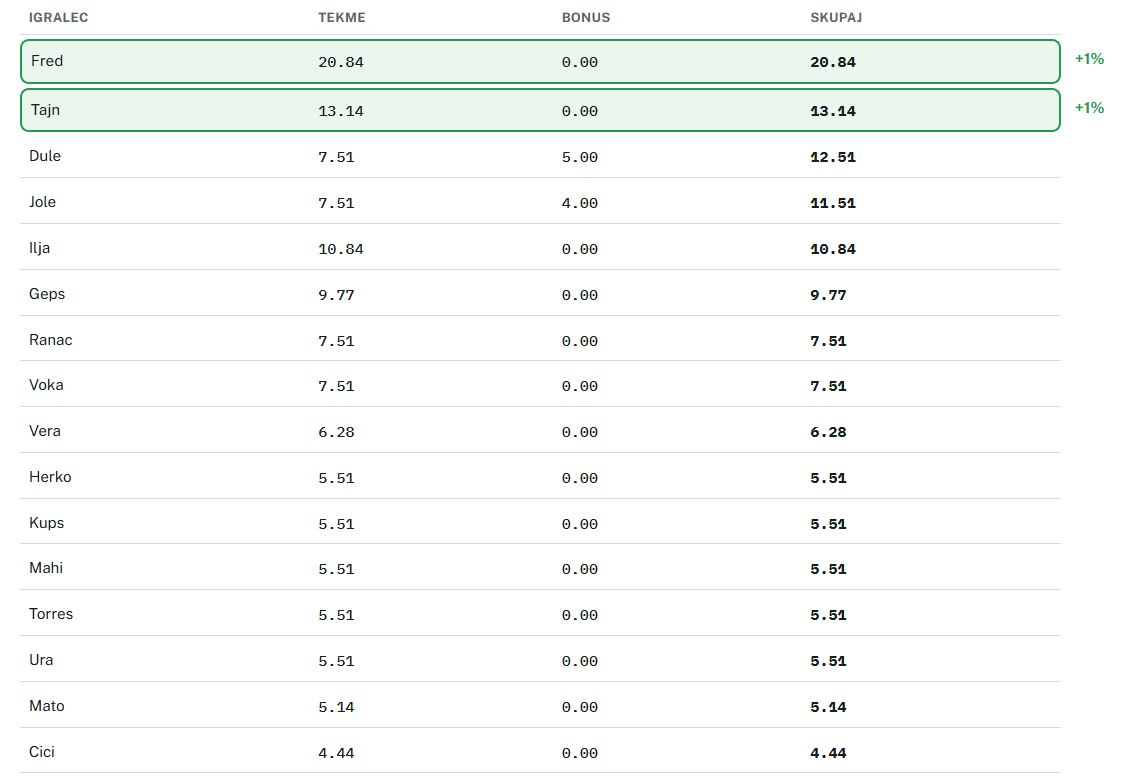 IGRALEC TEKME BONUS SKUPAJ
Fred 20.84 0.00 20.84 +1%
Tajn 13.14 0.00 13.14 +1%
Dule 7.51 5.00 12.51
Jole 7.51 4.00 11.51
Ilja 10.84 0.00 10.84
Geps 9.77 0.00 9.77
Ranac 7.51 0.00 7.51
Voka 7.51 0.00 7.51
Vera 6.28 0.00 6.28
Herko 5.51 0.00 5.51
Kups 5.51 0.00 5.51
Mahi 5.51 0.00 5.51
Torres 5.51 0.00 5.51
Ura 5.51 0.00 5.51
Mato 5.14 0.00 5.14
Cici 4.44 0.00 4.44